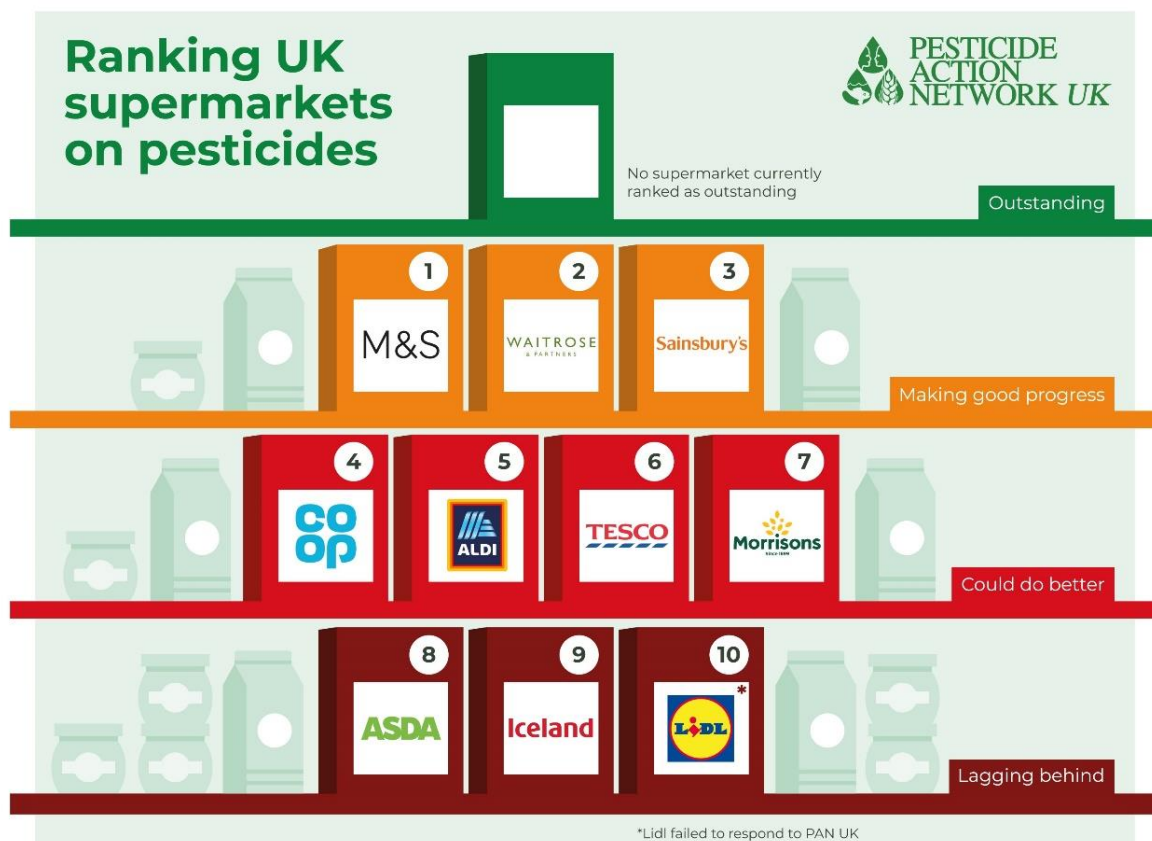 Ranking UK
supermarkets
on pesticides
PESTICIDE
ACTION
NETWORK UK
No supermarket currently
ranked as outstanding
Outstanding
1
2
3
M&S
WAITROSE
& PARTNERS
Sainsbury's
Making good progress
4
5
6
7
CO
OP
ALDI
TESCO
Morrisons
Since 1899
Could do better
8
9
10
ASDA
Iceland
LiDL
*
Lagging behind
*Lidl failed to respond to PAN UK